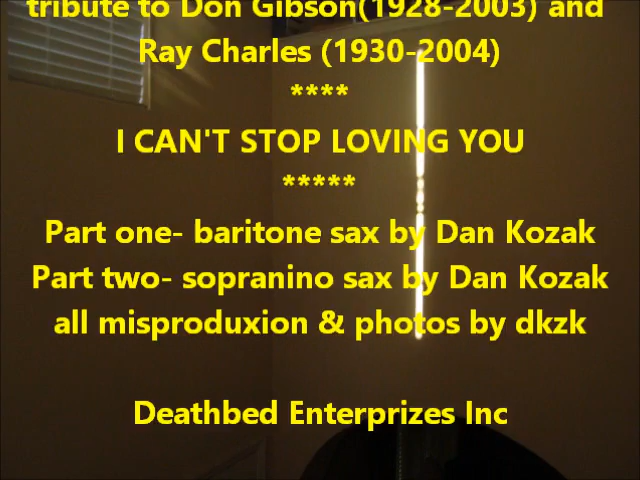 tribute to Don Gibson(1928-2003) and
Ray Charles (1930-2004)
****
I CAN'T STOP LOVING YOU
*****
Part one- baritone sax by Dan Kozak
Part two- sopranino sax by Dan Kozak
all misproduxion & photos by dkzk
Deathbed Enterprizes Inc